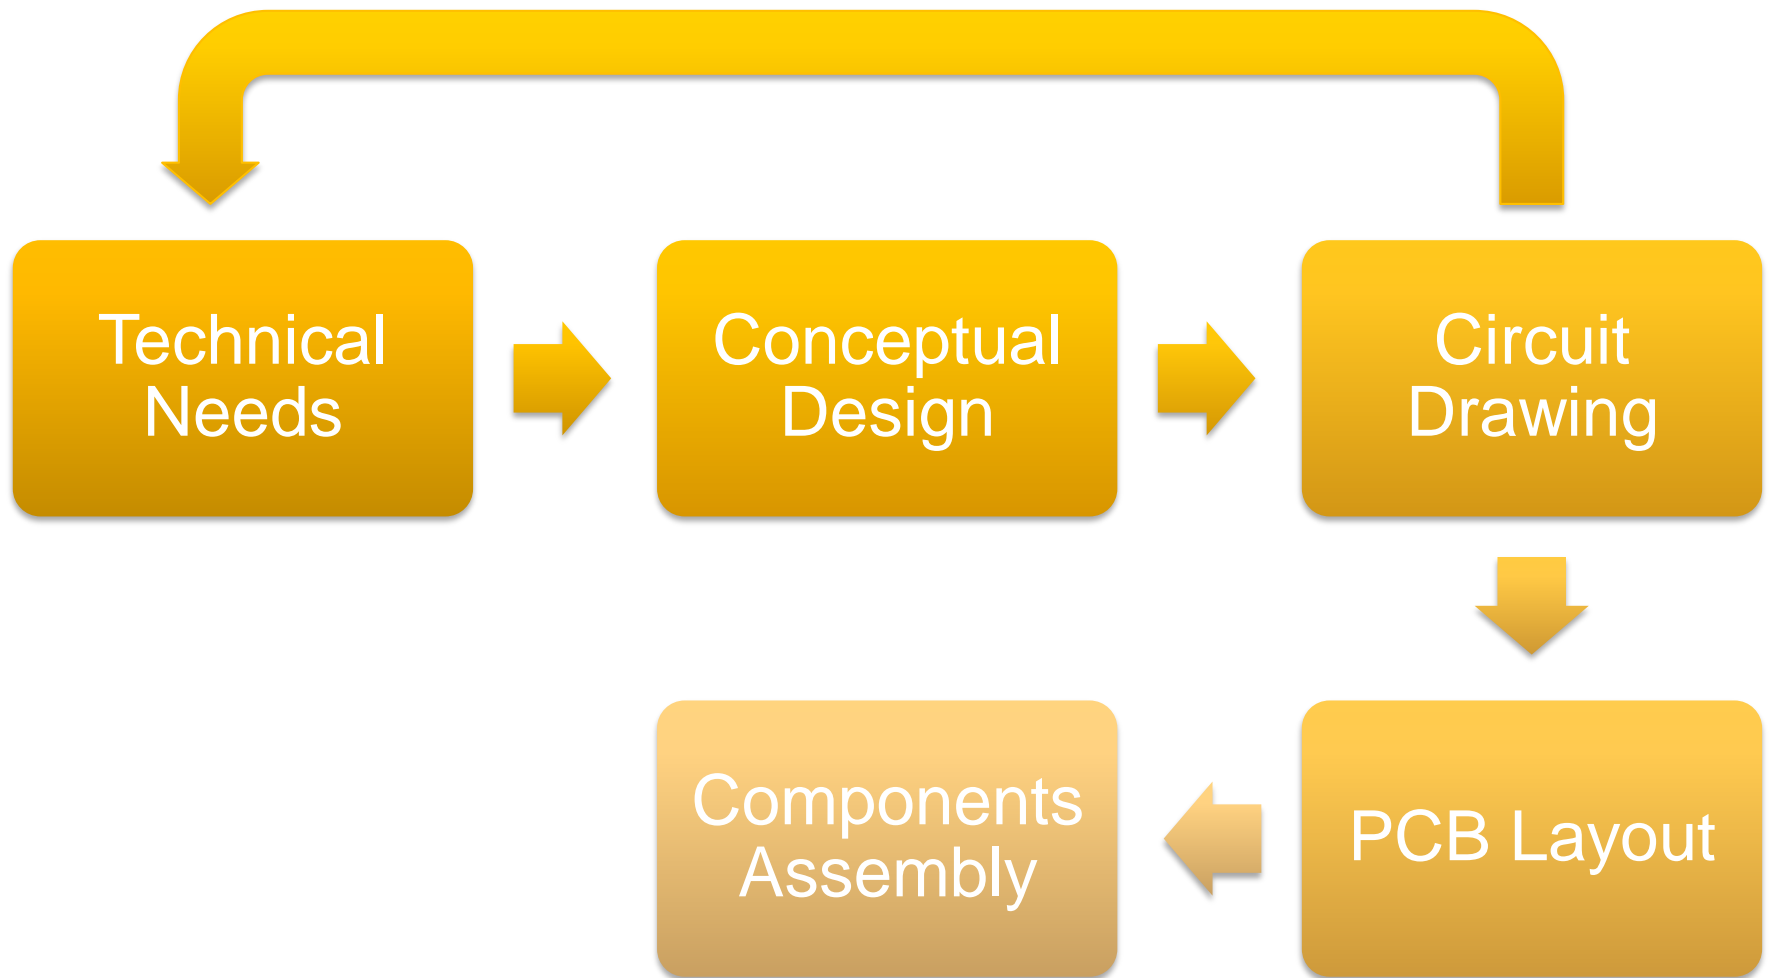 Technical
Needs
Conceptual
Design
Circuit
Drawing
Components
Assembly
PCB Layout